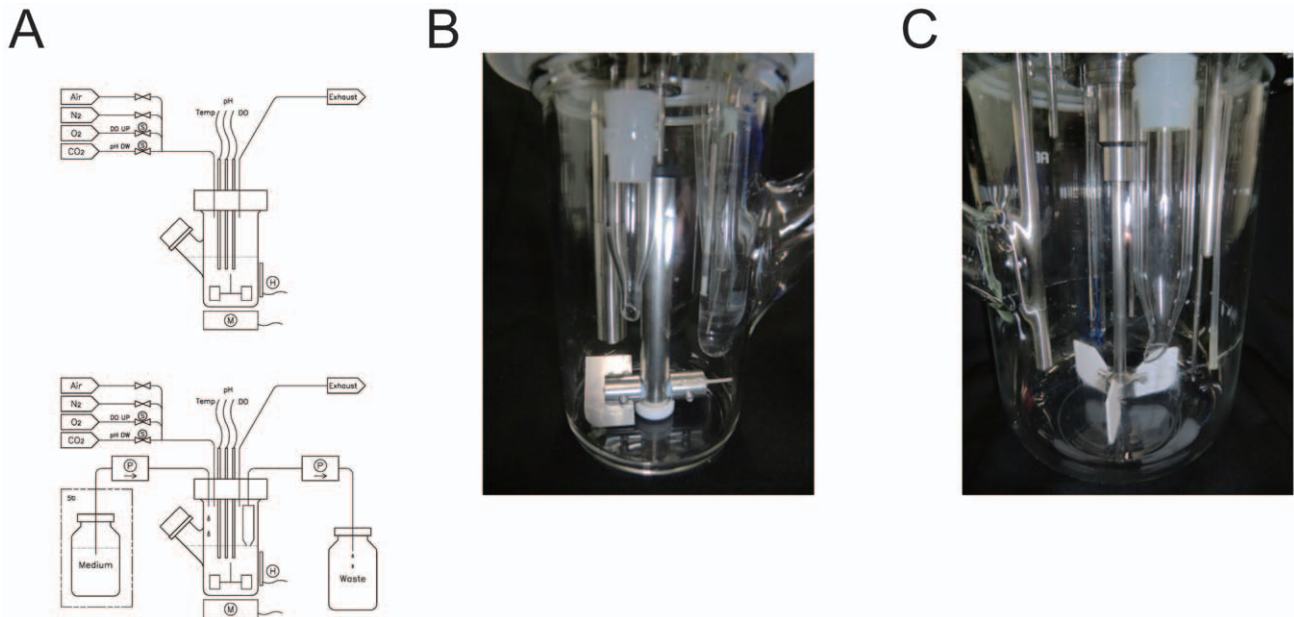 A
B
C
Air
N2
O2
CO2
DO UP
pH DW
S
S
Temp
pH
DO
Exhaust
H
M
Air
N2
O2
CO2
DO UP
pH DW
S
S
Temp
pH
DO
Exhaust
P
P
Medium
H
M
Waste